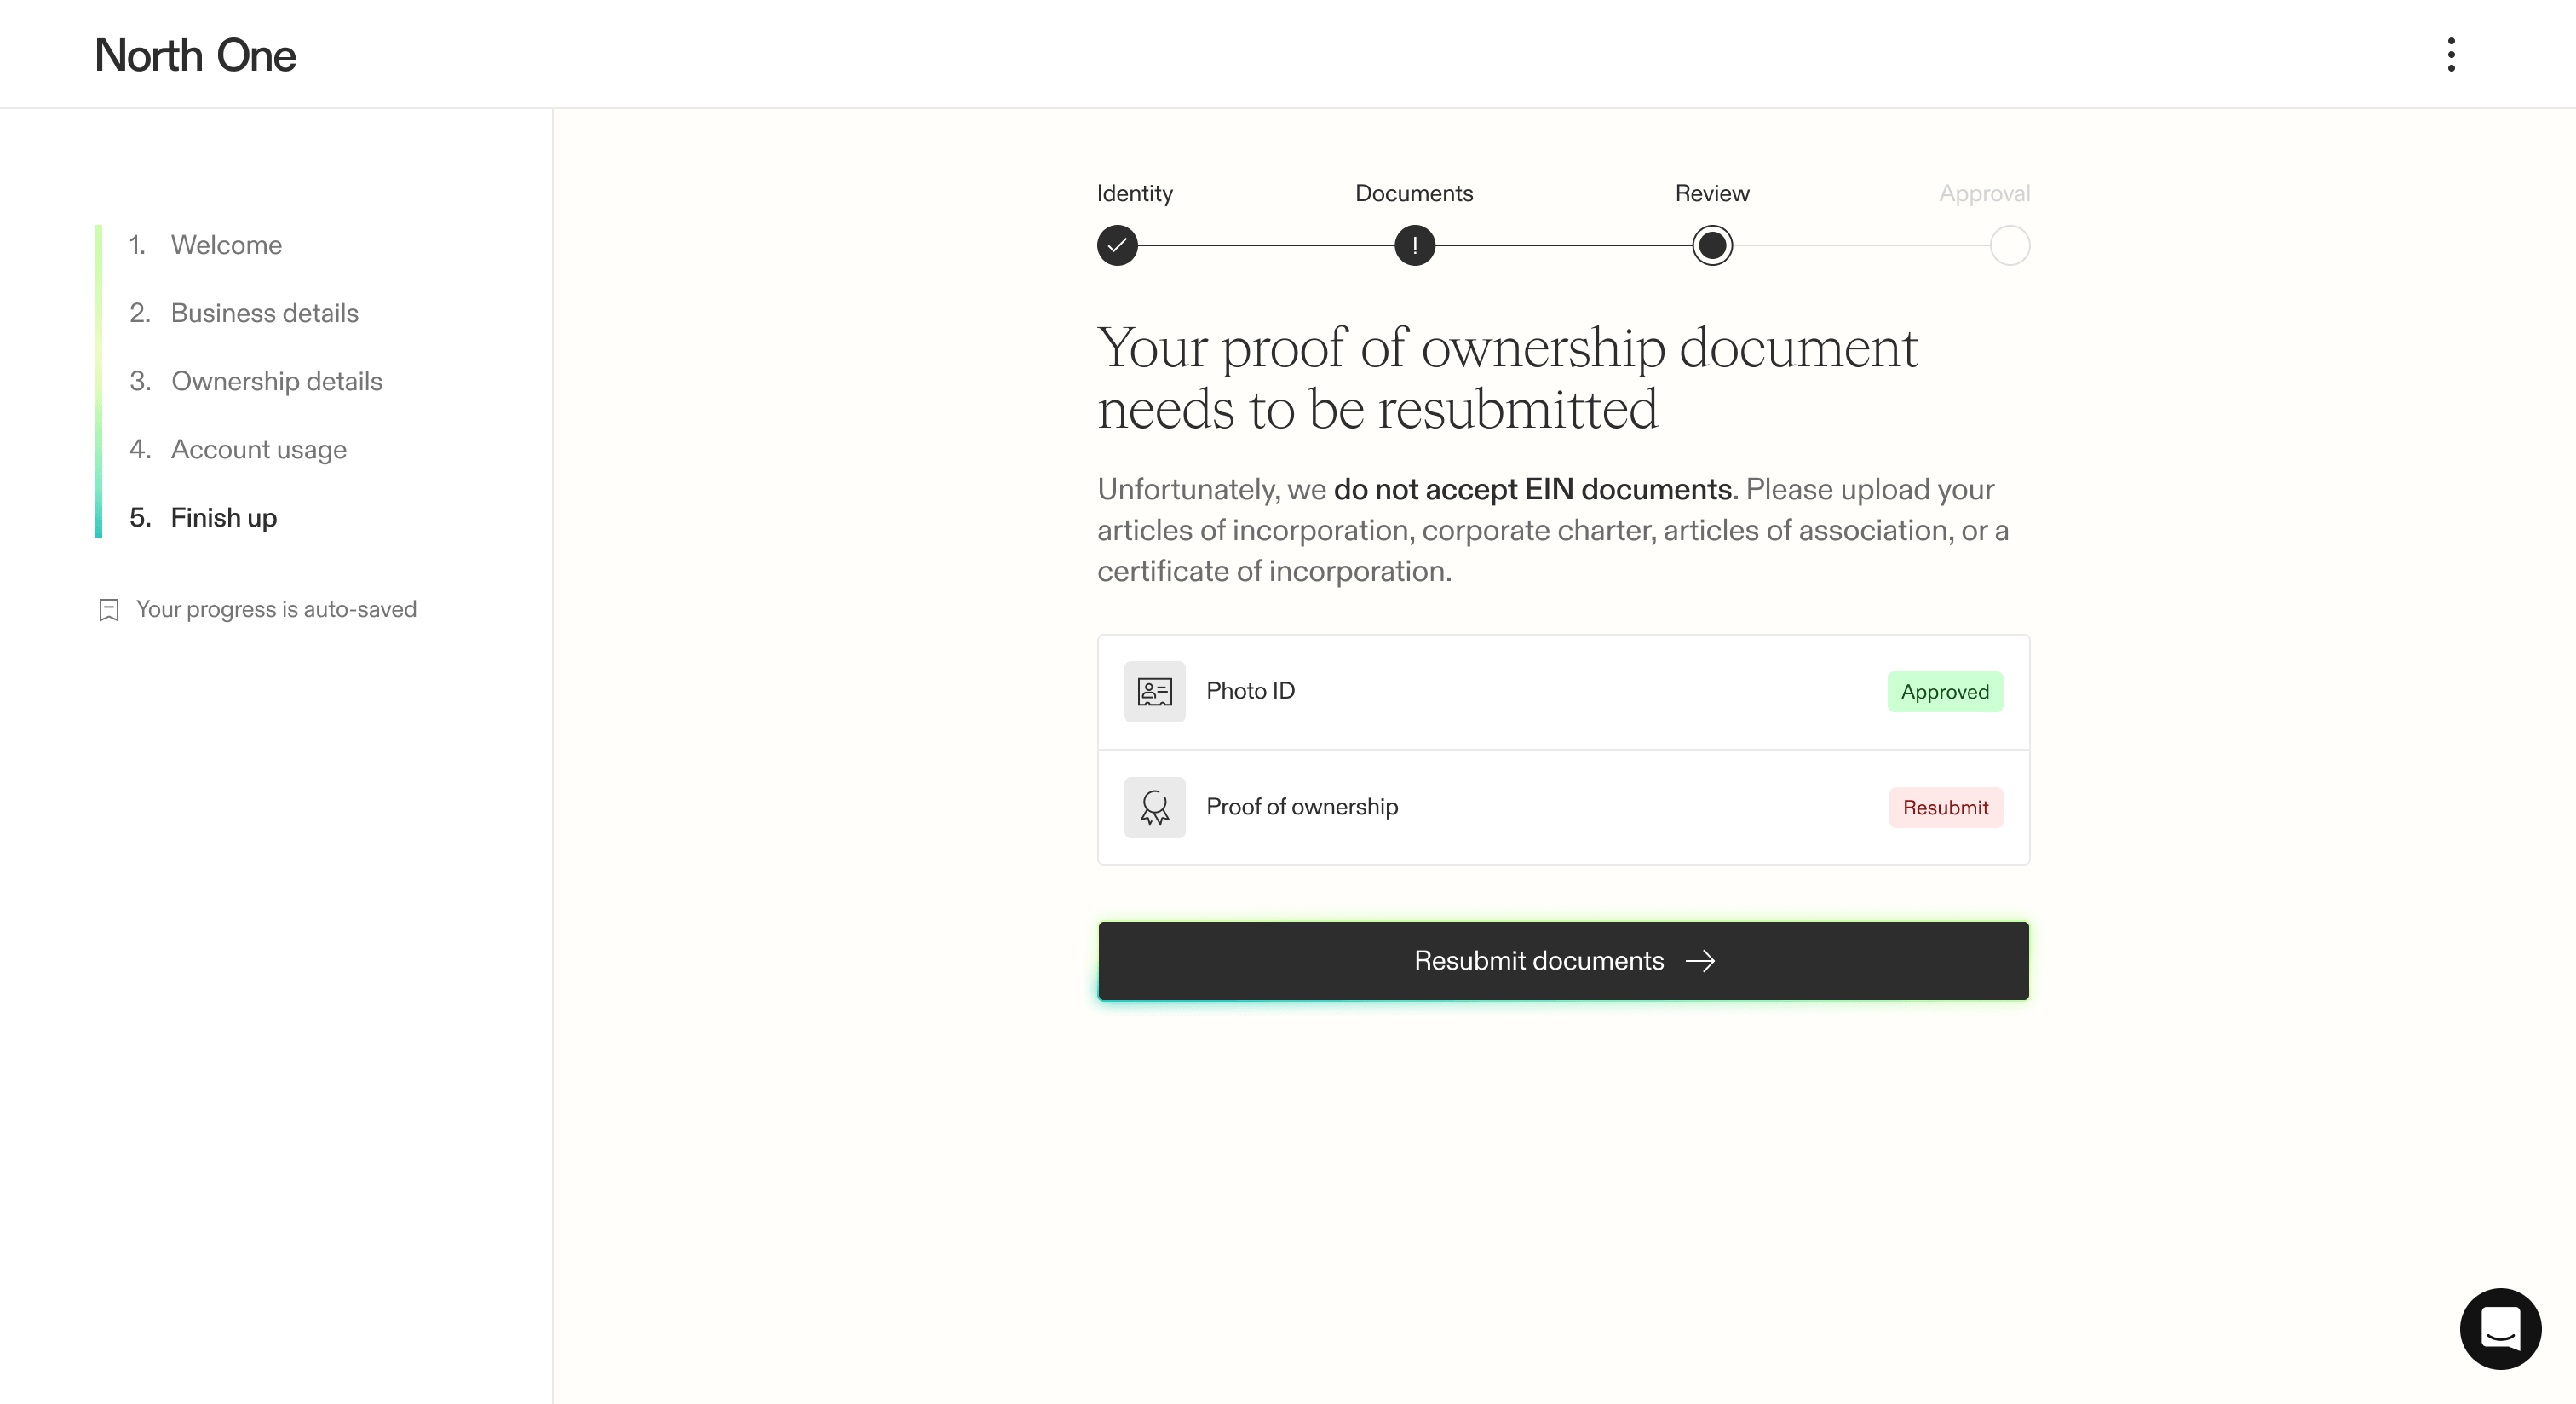 North One
1. Welcome
2. Business details
3. Ownership details
4. Account usage
5. Finish up
Your progress is auto-saved
Identity
Documents
Review
Approval
!
Your proof of ownership document
needs to be resubmitted
Unfortunately, we do not accept EIN documents. Please upload your
articles of incorporation, corporate charter, articles of association, or a
certificate of incorporation.
Photo ID
Approved
Proof of ownership
Resubmit
Resubmit documents